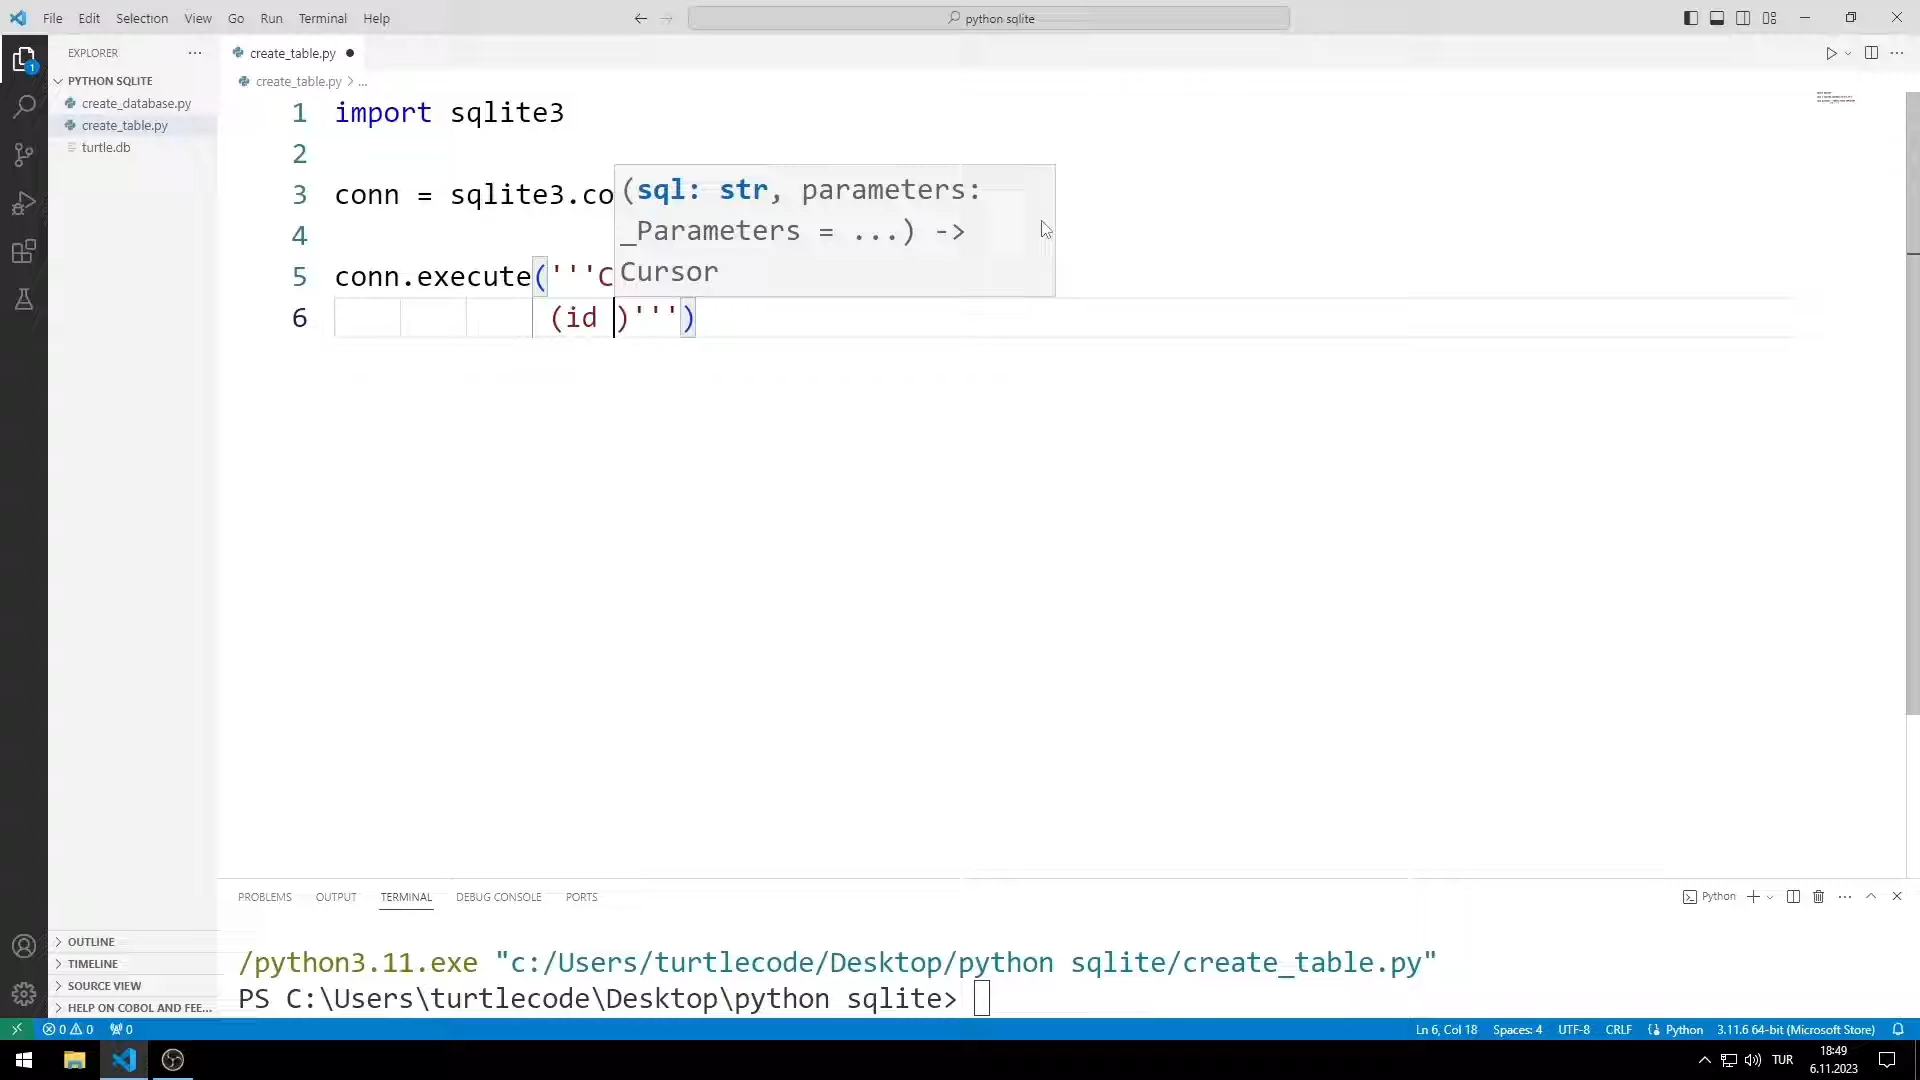 File Edit Selection View Go Run Terminal Help
python sqlite
EXPLORER
PYTHON SQLITE
create_database.py
create_table.py
turtle.db
OUTLINE
TIMELINE
SOURCE VIEW
HELP ON COBOL AND FEE...
1
create_table.py
create_table.py > ...
1 import sqlite3
2
3 conn = sqlite3.co
4
5 conn.execute('''C
6 (id )''')
(sql: str, parameters:
_Parameters = ...) ->
Cursor
PROBLEMS OUTPUT TERMINAL DEBUG CONSOLE PORTS
Python
/python3.11.exe "c:/Users/turtlecode/Desktop/python sqlite/create_table.py"
PS C:\Users\turtlecode\Desktop\python sqlite>
0 0 0
Ln 6, Col 18 Spaces: 4 UTF-8 CRLF Python 3.11.6 64-bit (Microsoft Store)
TUR
18:49
6.11.2023